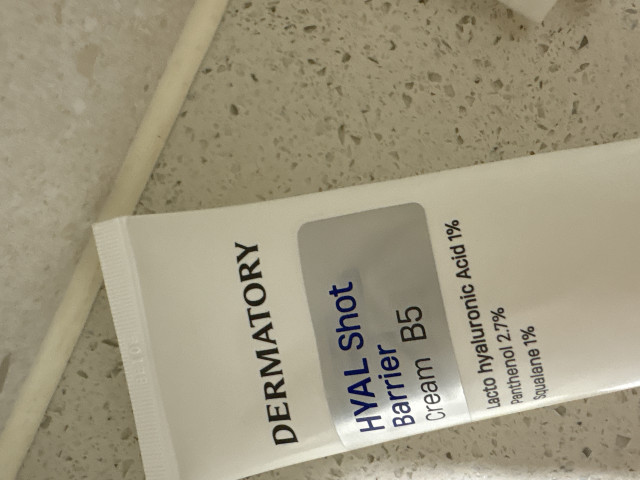 DERMATORY
HYAL Shot
Barrier
Cream B5
Lacto hyaluronic Acid 1%
Panthenol 2.7%
Squalane 1%